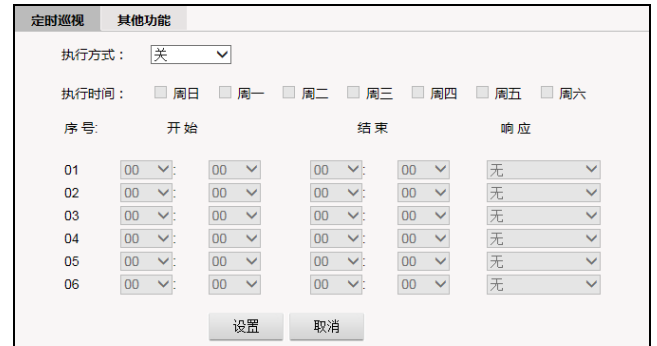 定时巡视 其他功能
执行方式： 关
执行时间： 周日 周一 周二 周三 周四 周五 周六
序号: 开始 结束 响应
01 00 : 00 00 : 00 无
02 00 : 00 00 : 00 无
03 00 : 00 00 : 00 无
04 00 : 00 00 : 00 无
05 00 : 00 00 : 00 无
06 00 : 00 00 : 00 无
设置 取消